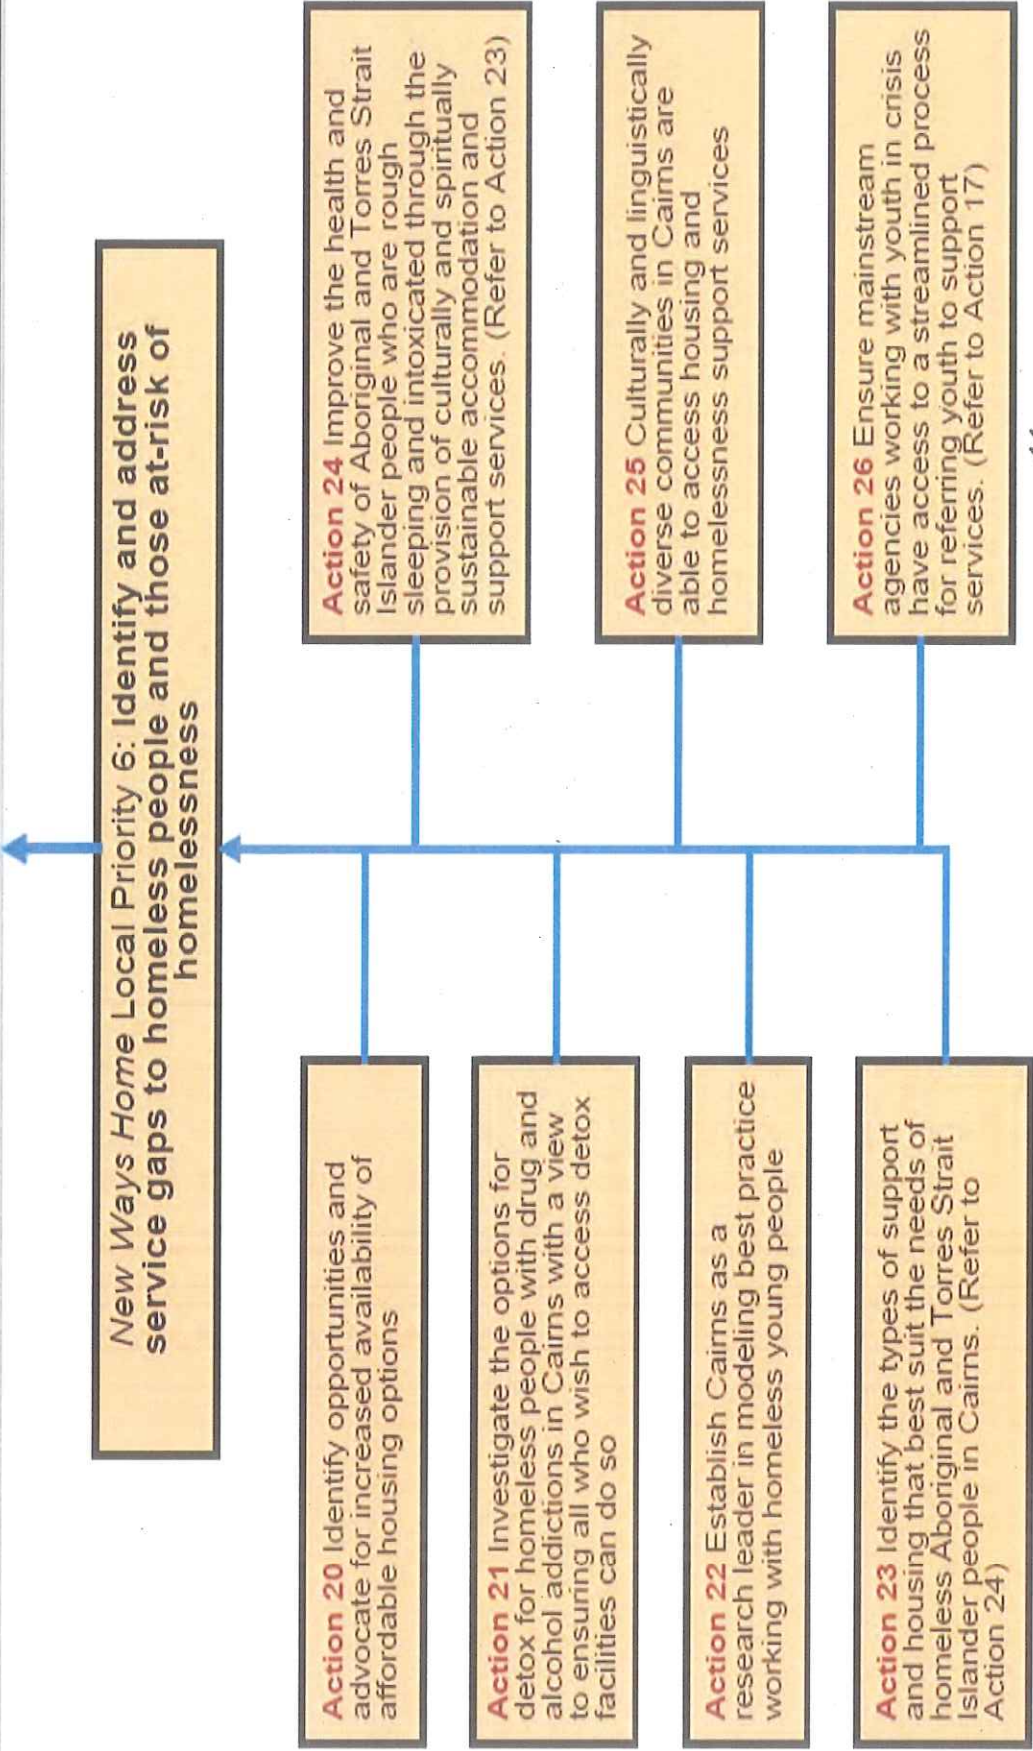 New Ways Home Local Priority 6: Identify and address
service gaps to homeless people and those at-risk of
homelessness
Action 20 Identify opportunities and
advocate for increased availability of
affordable housing options
Action 21 Investigate the options for
detox for homeless people with drug and
alcohol addictions in Cairns with a view
to ensuring all who wish to access detox
facilities can do so
Action 22 Establish Cairns as a
research leader in modeling best practice
working with homeless young people
Action 23 Identify the types of support
and housing that best suit the needs of
homeless Aboriginal and Torres Strait
Islander people in Cairns. (Refer to
Action 24)
Action 24 Improve the health and
safety of Aboriginal and Torres Strait
Islander people who are rough
sleeping and intoxicated through the
provision of culturally and spiritually
sustainable accommodation and
support services. (Refer to Action 23)
Action 25 Culturally and linguistically
diverse communities in Cairns are
able to access housing and
homelessness support services
Action 26 Ensure mainstream
agencies working with youth in crisis
have access to a streamlined process
for referring youth to support
services. (Refer to Action 17)